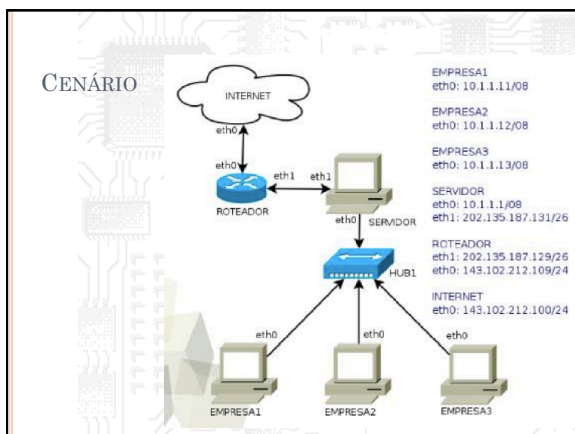 CENÁRIO
INTERNET
eth0
eth0
eth1
eth1
ROTEADOR
eth0
SERVIDOR
HUB1
eth0
eth0
eth0
EMPRESA1
EMPRESA2
EMPRESA3
EMPRESA1
eth0: 10.1.1.11/08
EMPRESA2
eth0: 10.1.1.12/08
EMPRESA3
eth0: 10.1.1.13/08
SERVIDOR
eth0: 10.1.1.1/08
eth1: 202.135.187.131/26
ROTEADOR
eth1: 202.135.187.129/26
eth0: 143.102.212.109/24
INTERNET
eth0: 143.102.212.100/24